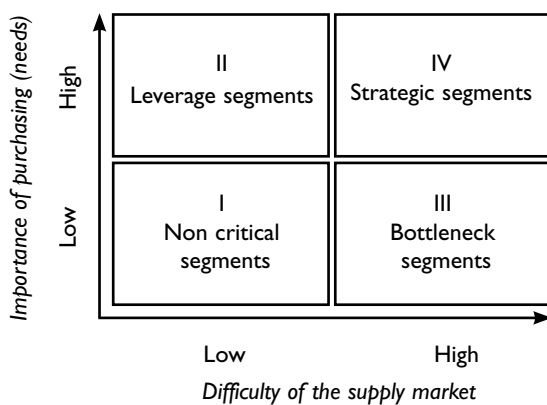 Importance of purchasing (needs)
High
Low
II
Leverage segments
IV
Strategic segments
I
Non critical
segments
III
Bottleneck
segments
Low
High
Difficulty of the supply market